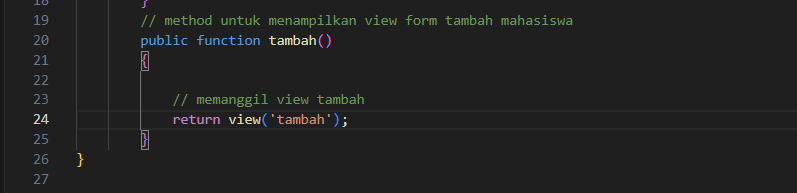 18 }
19 // method untuk menampilkan view form tambah mahasiswa
20 public function tambah()
21 {
22
23 // memanggil view tambah
24 return view('tambah');
25 }
26 }
27